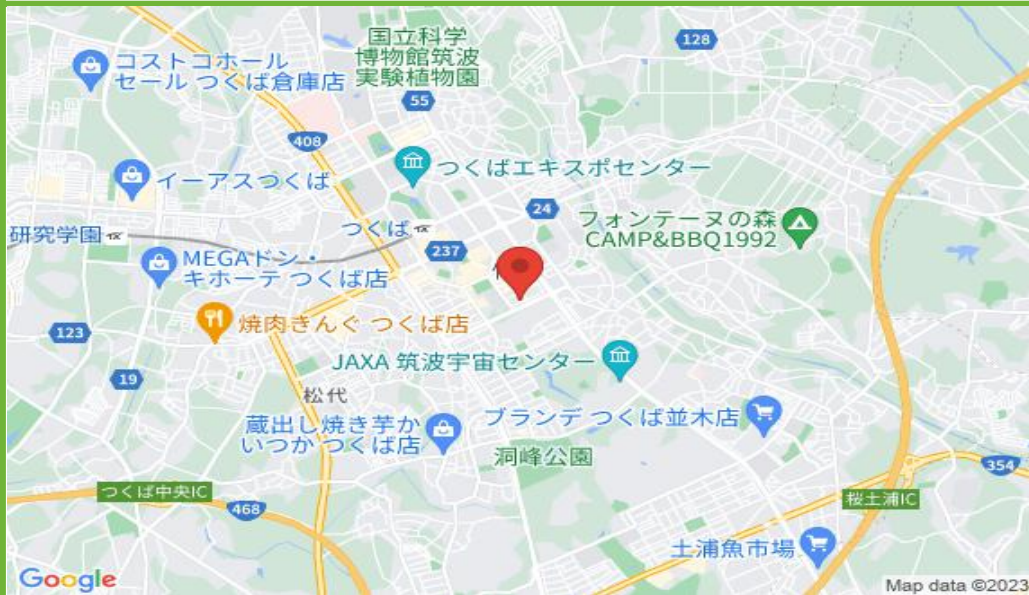 国立科学
博物館筑波
実験植物園
128
コストコホール
セール つくば倉庫店
55
408
つくばエキスポセンター
イーアスつくば
24
フォンテーヌの森
CAMP&BBQ1992
つくば
研究学園
237
MEGAドン・
キホーテ つくば店
焼肉きんぐ つくば店
123
JAXA 筑波宇宙センター
19
松代
ブランデ つくば並木店
蔵出し焼き芋か
いつか つくば店
洞峰公園
354
つくば中央IC
468
桜土浦IC
土浦魚市場
Google
Map data ©2023